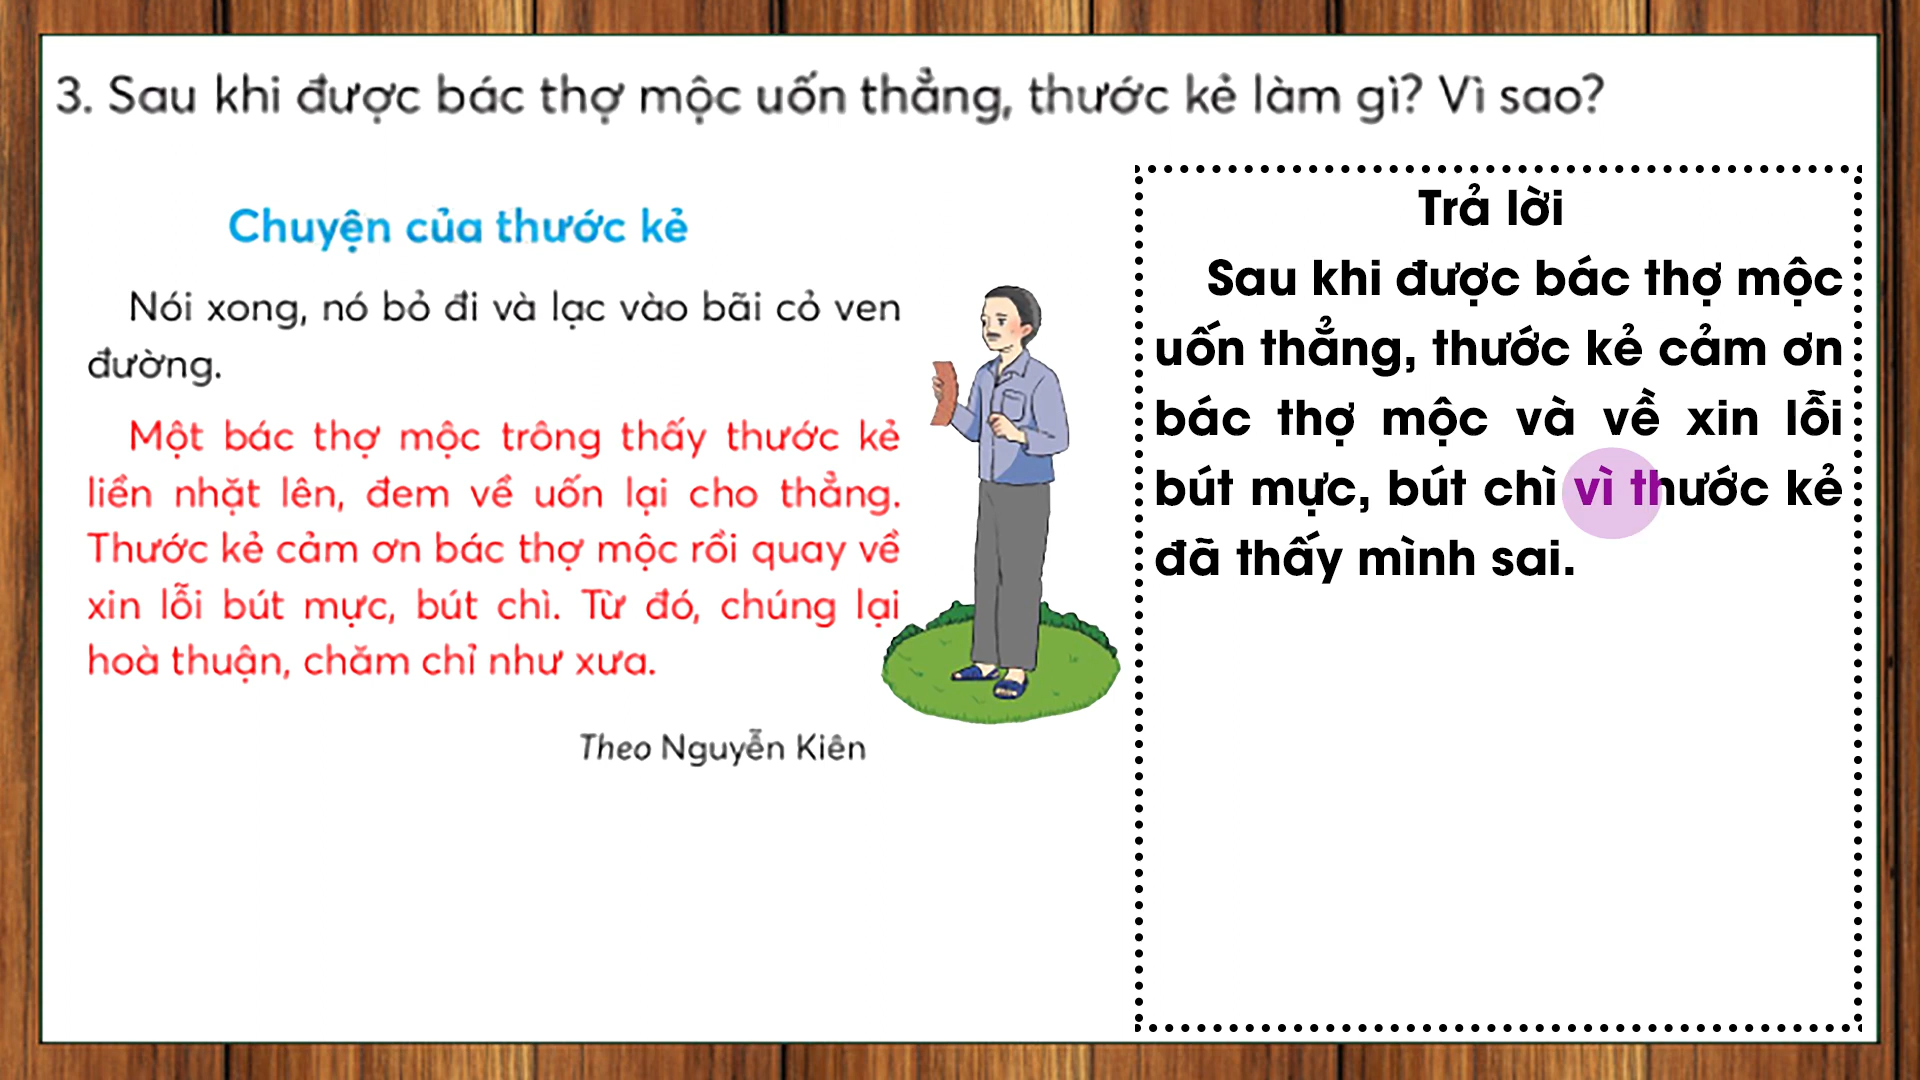 3. Sau khi được bác thợ mộc uốn thẳng, thước kẻ làm gì? Vì sao?
Chuyện của thước kẻ
Nói xong, nó bỏ đi và lạc vào bãi cỏ ven
đường.
Một bác thợ mộc trông thấy thước kẻ
liền nhặt lên, đem về uốn lại cho thẳng.
Thước kẻ cảm ơn bác thợ mộc rồi quay về
xin lỗi bút mực, bút chì. Từ đó, chúng lại
hoà thuận, chăm chỉ như xưa.
Theo Nguyễn Kiên
Trả lời
Sau khi được bác thợ mộc
uốn thẳng, thước kẻ cảm ơn
bác thợ mộc và về xin lỗi
bút mực, bút chì vì thước kẻ
đã thấy mình sai.